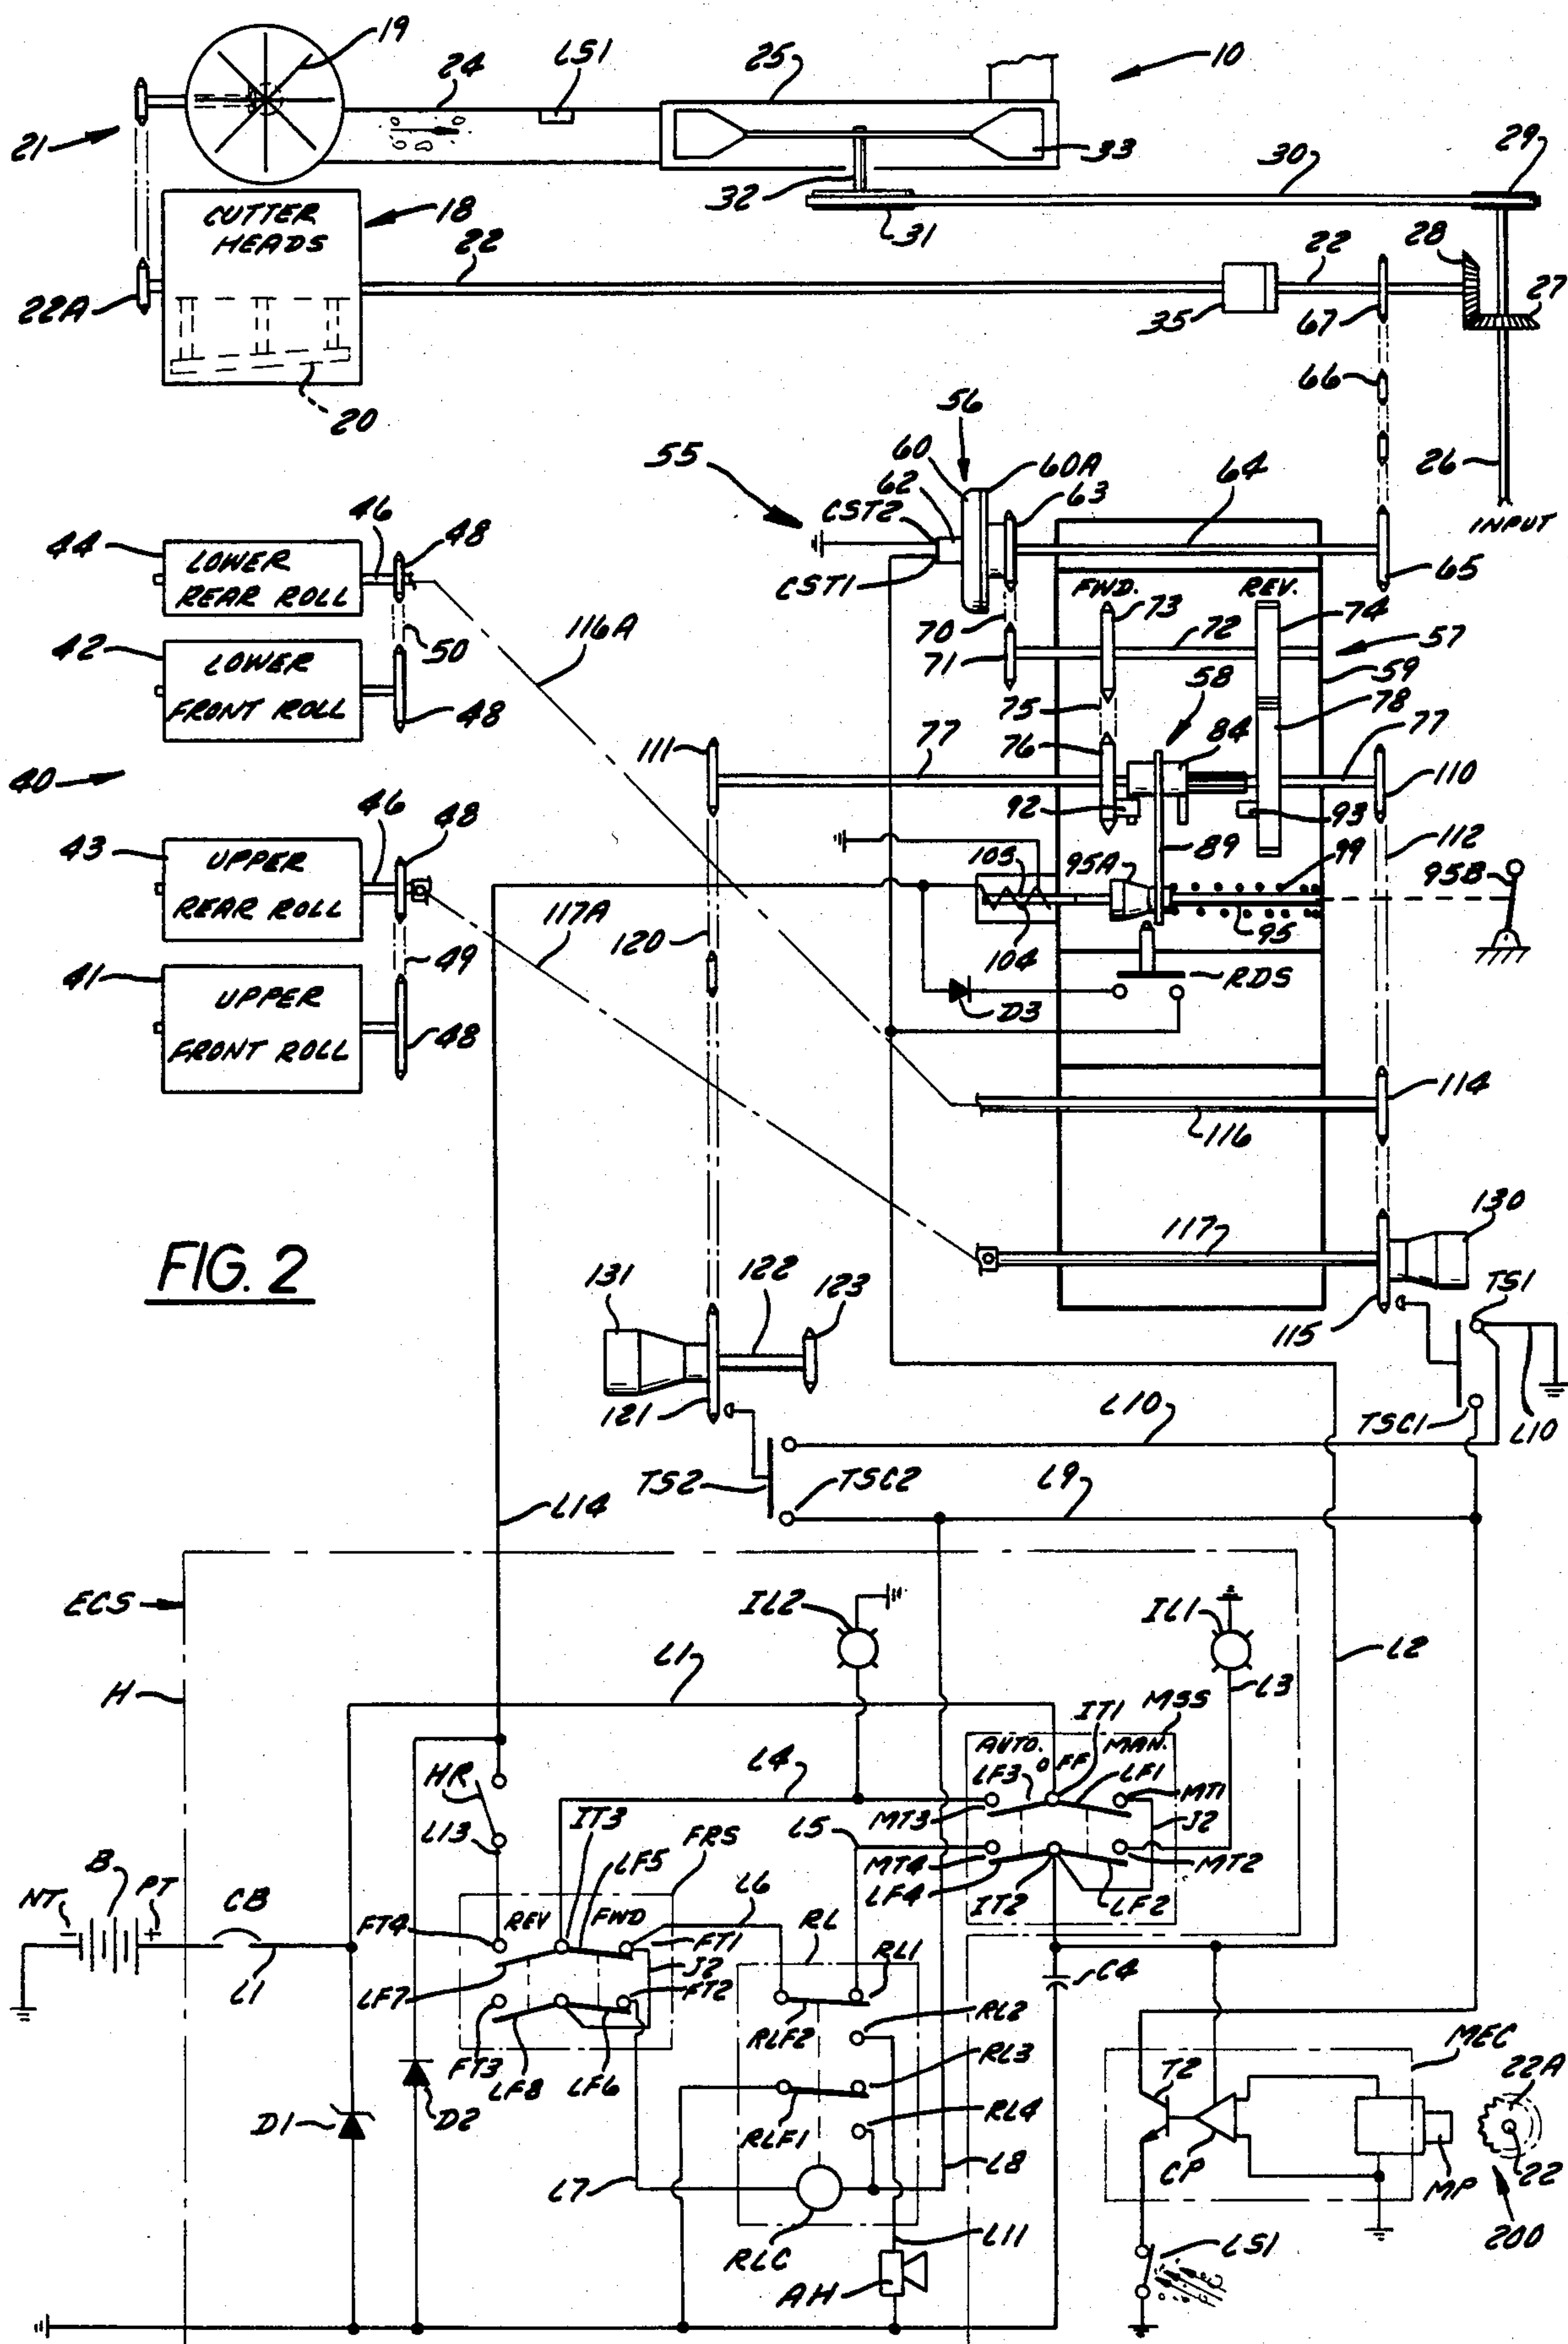 19
LS1
24
25
10
21
33
30
29
32
31
CUTTER
HEADS
18
22
22
28
27
22A
35
67
66
20
56
60
60A
55
62
63
64
26
CST2
INPUT
46
48
44
LOWER
REAR ROLL
CST1
65
FWD.
REV.
73
74
70
72
57
116A
50
42
LOWER
FRONT ROLL
71
59
58
48
75
78
111
77
76
84
77
40
92
93
110
46
48
43
UPPER
REAR ROLL
89
112
105
95A
99
95B
117A
120
104
95
49
RDS
41
UPPER
FRONT ROLL
48
D3
114
116
FIG. 2
117
130
131
122
123
TS1
115
121
L10
TSC1
L10
TS2
TSC2
L9
L14
ECS
IL2
IL1
L2
L1
H
L3
IT1
MSS
AUTO.
OFF
MAN.
L4
LF3
LF1
HR
MT1
IT3
MT3
J2
L13
FRS
L5
LF5
MT4
MT2
B
LF4
IT2
LF2
NT
PT
CB
L6
REV
FWD
RL
FT4
FT1
RL1
J2
L1
C4
LF7
FT2
RL2
RLF2
MEC
FT3
LF8
LF6
RL3
T2
22A
D1
D2
RL4
RLF1
CP
L7
L8
MP
22
200
L11
RLC
LS1
AH